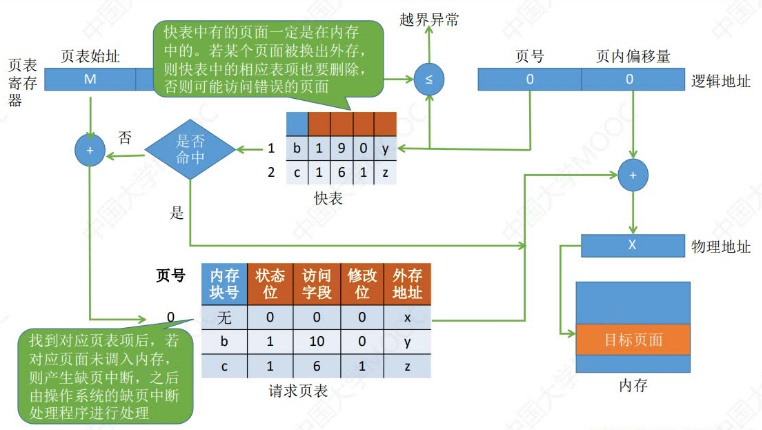 快表中有的页面一定是在内存
中的。若某个页面被换出外存，
则快表中的相应表项也要删除，
否则可能访问错误的页面
越界异常
页表始址
页号
页内偏移量
页表
寄存
器
M
≤
0
0
逻辑地址
+
否
是否
命中
1
b
1
9
0
y
2
c
1
6
1
z
快表
+
是
X
物理地址
页号
内存
块号
状态
位
访问
字段
修改
位
外存
地址
0
无
0
0
0
x
b
1
10
0
y
c
1
6
1
z
请求页表
找到对应页表项后，若
对应页面未调入内存，
则产生缺页中断，之后
由操作系统的缺页中断
处理程序进行处理
目标页面
内存
中国大学MOOC